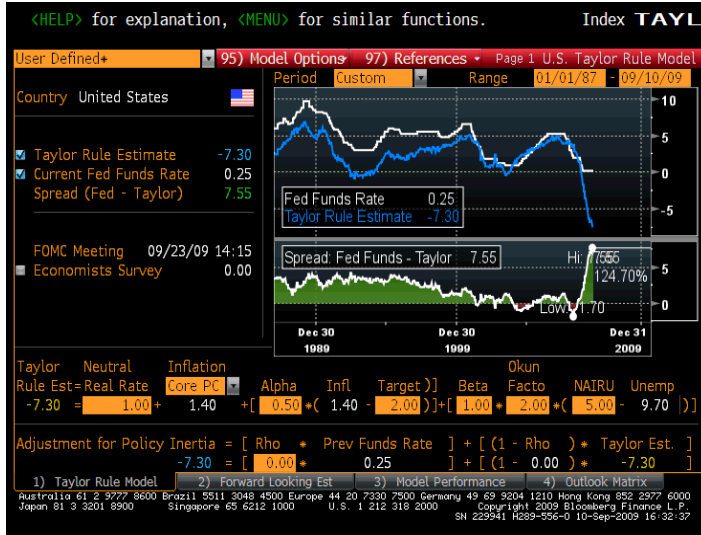 <HELP> for explanation, <MENU> for similar functions. Index TAYL
User Defined+ 95) Model Options 97) References Page 1 U.S. Taylor Rule Model
Period Custom Range 01/01/87 - 09/10/09
Country United States
10
5
0
-5
Taylor Rule Estimate -7.30
Current Fed Funds Rate 0.25
Spread (Fed - Taylor) 7.55
Fed Funds Rate 0.25
Taylor Rule Estimate -7.30
FOMC Meeting 09/23/09 14:15
Economists Survey 0.00
Spread: Fed Funds - Taylor 7.55 Hi: 7.55
5
124.70%
Low: -1.70
0
Dec 30 Dec 30 Dec 31
1989 1999 2009
Taylor Neutral Inflation Okun
Rule Est= Real Rate Core PC Alpha Infl Target )] Beta Facto NAIRU Unemp
-7.30 = 1.00 + 1.40 +[ 0.50 *( 1.40 - 2.00 )]+[ 1.00 * 2.00 *( 5.00 - 9.70 )]
Adjustment for Policy Inertia = [ Rho * Prev Funds Rate ] + [ (1 - Rho ) * Taylor Est. ]
-7.30 = [ 0.00 * 0.25 ] + [ (1 - 0.00 ) * -7.30 ]
1) Taylor Rule Model 2) Forward Looking Est 3) Model Performance 4) Outlook Matrix
Australia 61 2 9777 8600 Brazil 5511 3048 4500 Europe 44 20 7330 7500 Germany 49 69 9204 1210 Hong Kong 852 2977 6000
Japan 81 3 3201 8900 Singapore 65 6212 1000 U.S. 1 212 318 2000 Copyright 2009 Bloomberg Finance L.P.
SN 229941 H289-556-0 10-Sep-2009 16:32:37